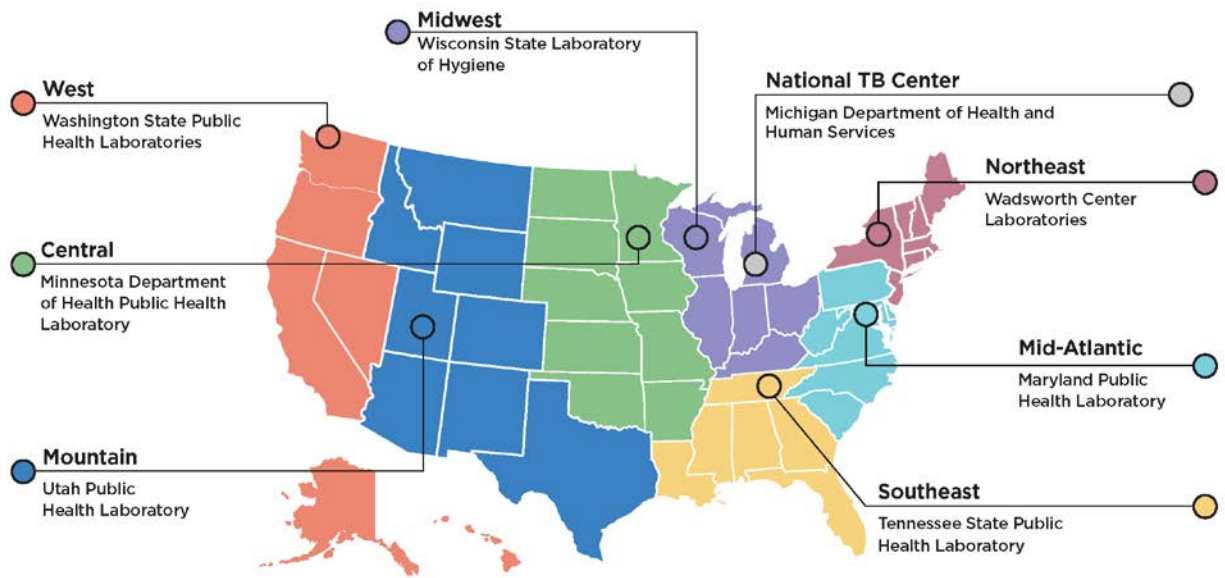 Midwest
Wisconsin State Laboratory
of Hygiene
West
Washington State Public
Health Laboratories
National TB Center
Michigan Department of Health and
Human Services
Northeast
Wadsworth Center
Laboratories
Central
Minnesota Department
of Health Public Health
Laboratory
Mid-Atlantic
Maryland Public
Health Laboratory
Mountain
Utah Public
Health Laboratory
Southeast
Tennessee State Public
Health Laboratory